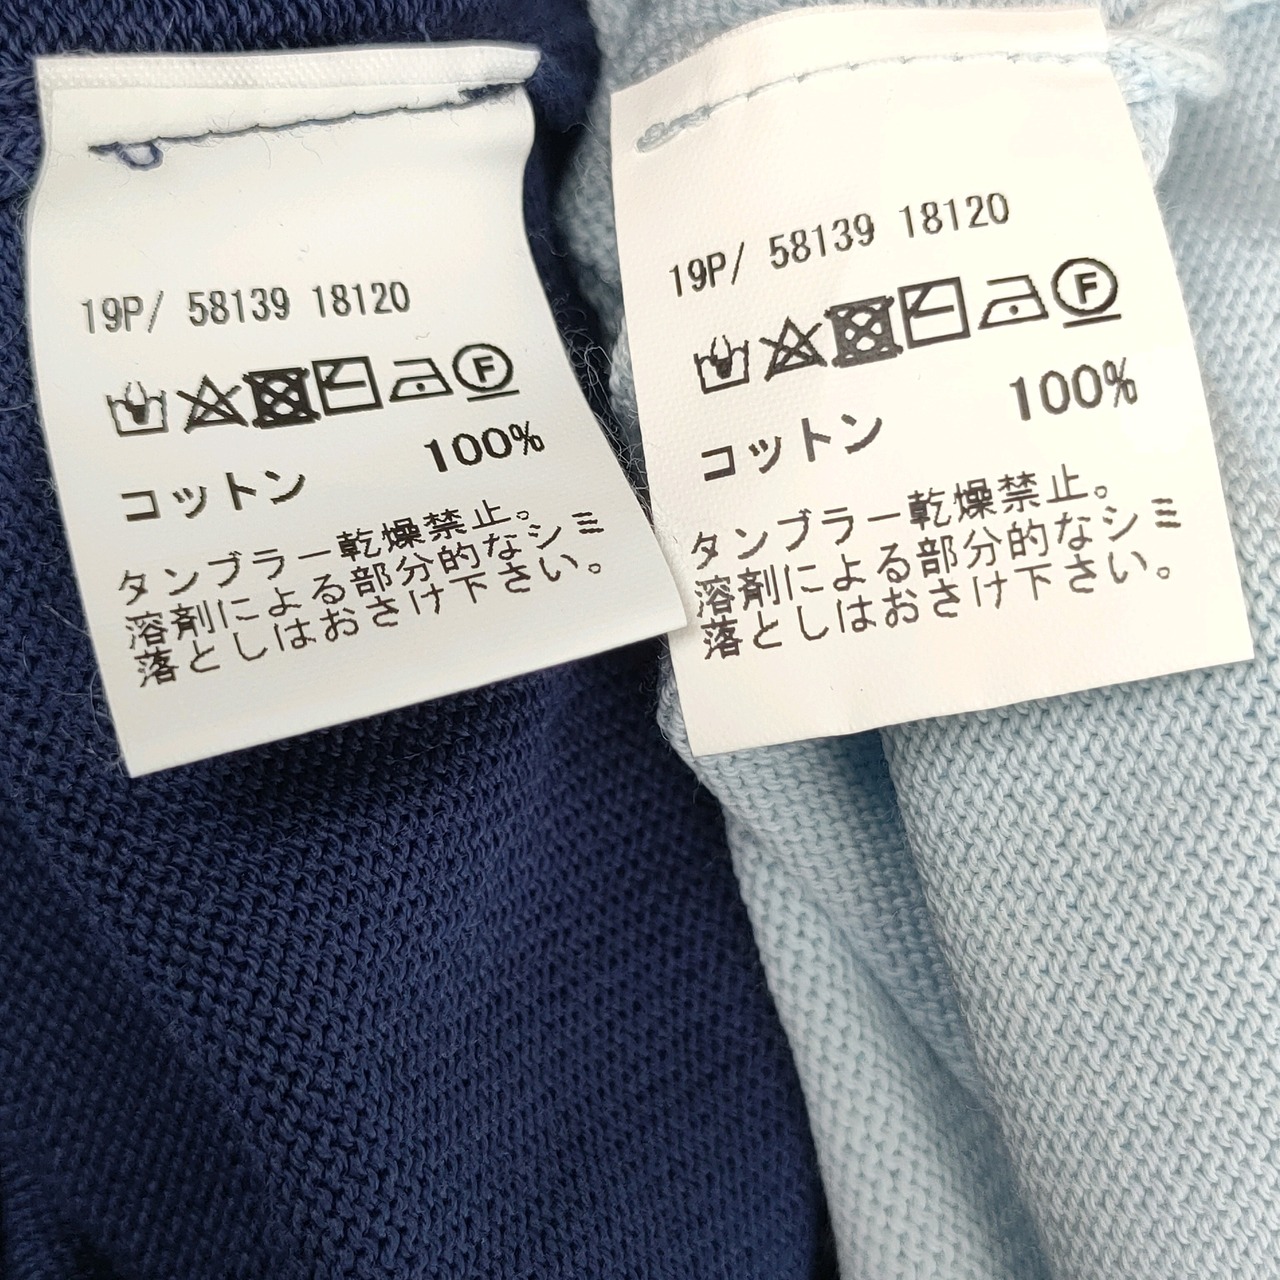 19P/ 58139 18120
F
コットン 100%
タンブラー乾燥禁止。
溶剤による部分的なシミ
落としはおさけ下さい。
19P/ 58139 18120
F
コットン 100%
タンブラー乾燥禁止。
溶剤による部分的なシミ
落としはおさけ下さい。